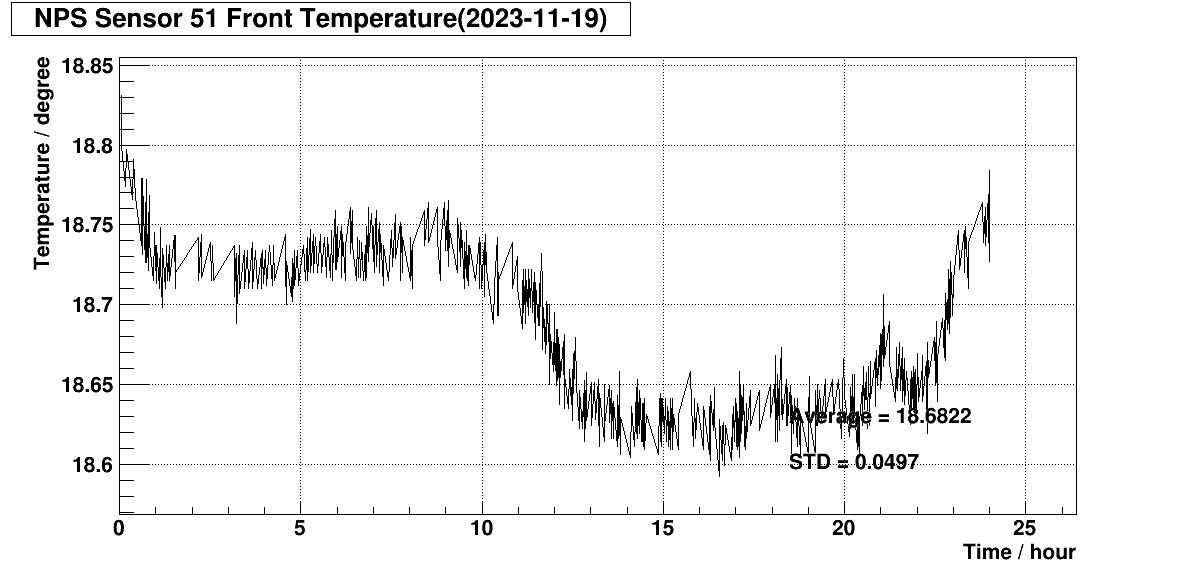 NPS Sensor 51 Front Temperature(2023-11-19)
Temperature / degree
18.85
18.8
18.75
18.7
18.65
18.6
Average = 18.6822
STD = 0.0497
0 5 10 15 20 25
Time / hour